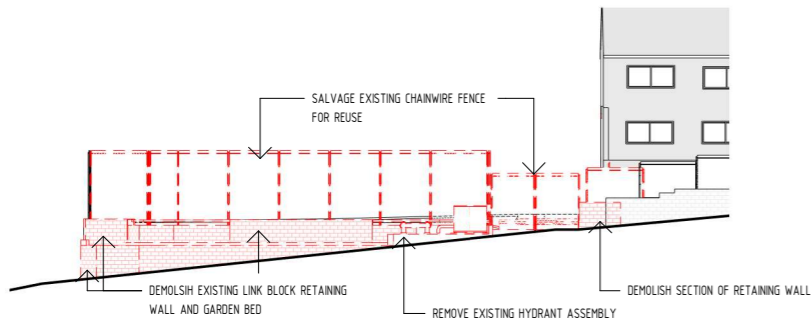 SALVAGE EXISTING CHAINWIRE FENCE
FOR REUSE
DEMOLSIH EXISTING LINK BLOCK RETAINING
WALL AND GARDEN BED
REMOVE EXISTING HYDRANT ASSEMBLY
DEMOLISH SECTION OF RETAINING WALL